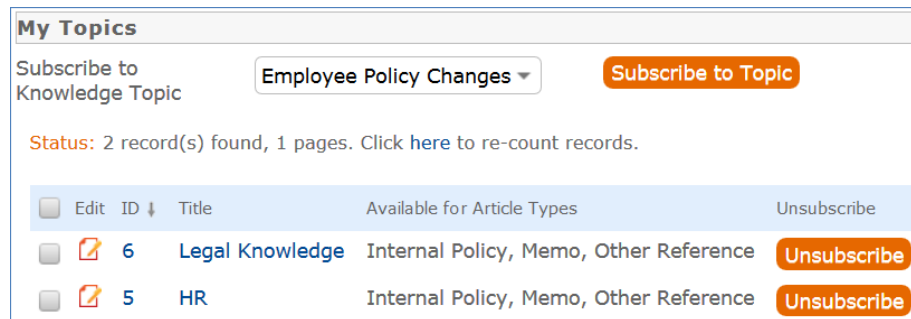 My Topics
Subscribe to Knowledge Topic
Employee Policy Changes
Subscribe to Topic
Status: 2 record(s) found, 1 pages. Click here to re-count records.
Edit ID Title Available for Article Types Unsubscribe
6 Legal Knowledge Internal Policy, Memo, Other Reference Unsubscribe
5 HR Internal Policy, Memo, Other Reference Unsubscribe